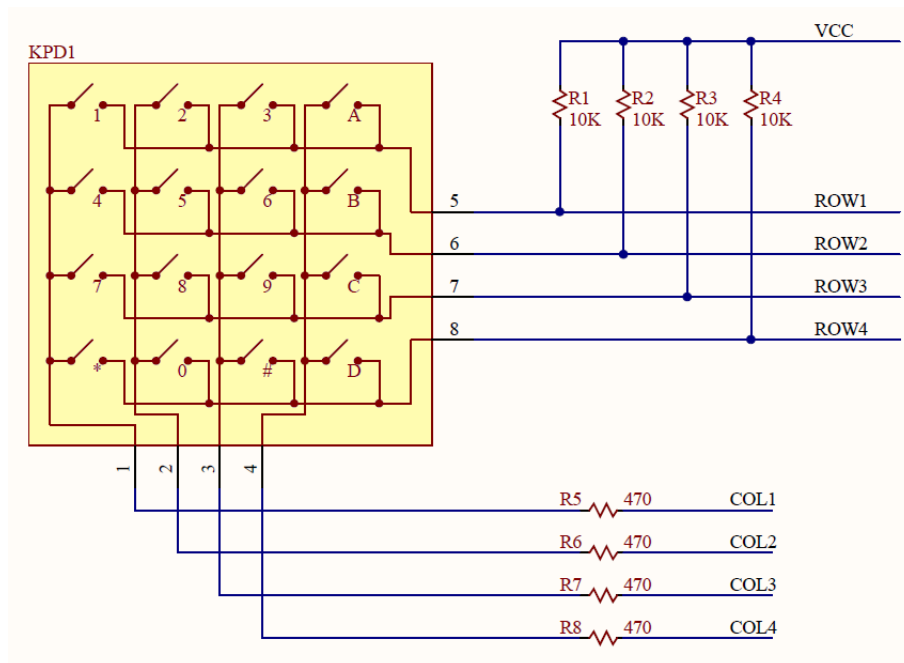 VCC
KPD1
1 2 3 A
R1 R2 R3 R4
10K 10K 10K 10K
4 5 6 B
5 ROW1
6 ROW2
7 8 9 C
7 ROW3
8 ROW4
* 0 # D
1 2 3 4
R5 470 COL1
R6 470 COL2
R7 470 COL3
R8 470 COL4